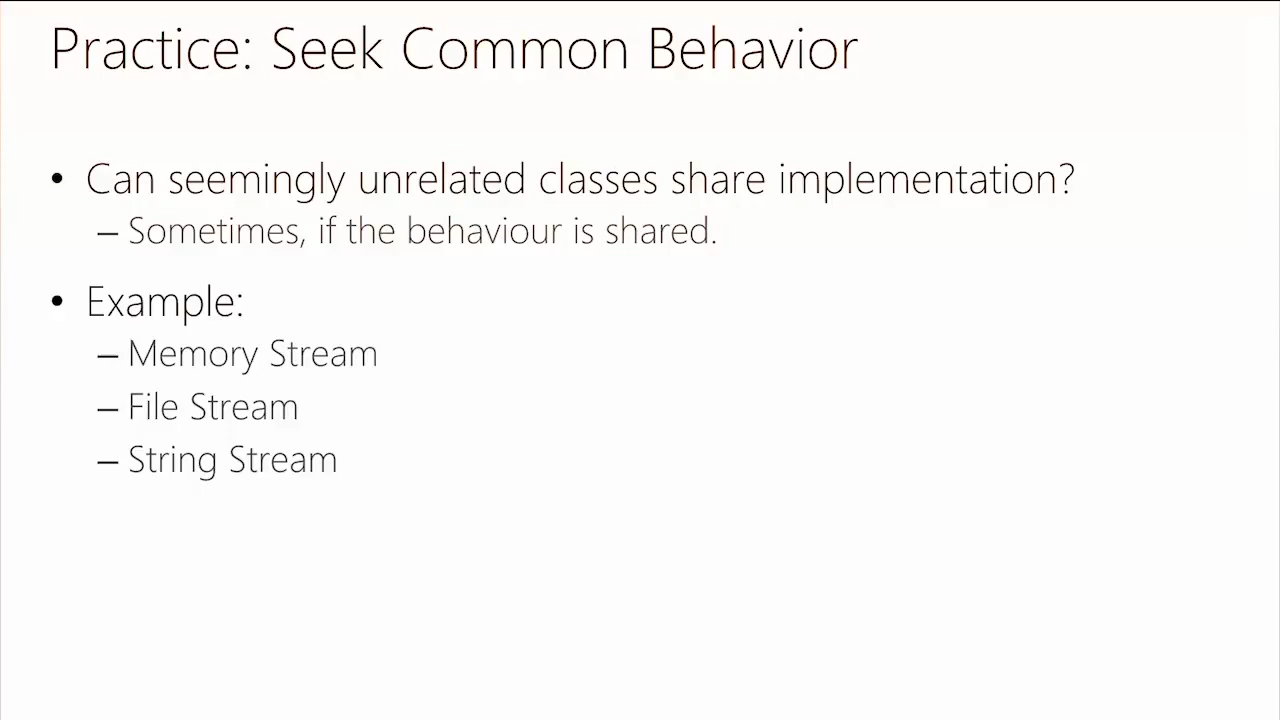 Practice: Seek Common Behavior
• Can seemingly unrelated classes share implementation?
– Sometimes, if the behaviour is shared.
• Example:
– Memory Stream
– File Stream
– String Stream